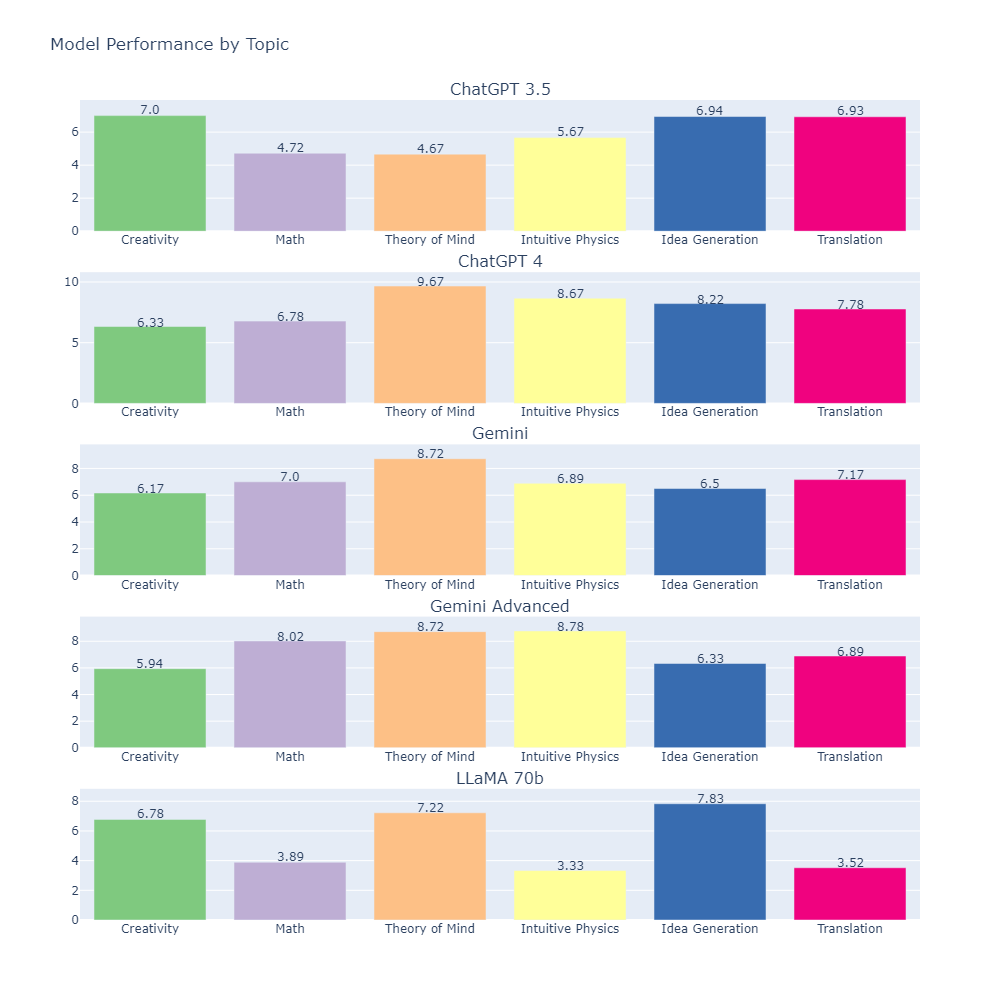 Model Performance by Topic
ChatGPT 3.5
7.0 4.72 4.67 5.67 6.94 6.93
6
4
2
0
Creativity Math Theory of Mind Intuitive Physics Idea Generation Translation
ChatGPT 4
6.33 6.78 9.67 8.67 8.22 7.78
10
5
0
Creativity Math Theory of Mind Intuitive Physics Idea Generation Translation
Gemini
6.17 7.0 8.72 6.89 6.5 7.17
8
6
4
2
0
Creativity Math Theory of Mind Intuitive Physics Idea Generation Translation
Gemini Advanced
5.94 8.02 8.72 8.78 6.33 6.89
8
6
4
2
0
Creativity Math Theory of Mind Intuitive Physics Idea Generation Translation
LLaMA 70b
6.78 3.89 7.22 3.33 7.83 3.52
8
6
4
2
0
Creativity Math Theory of Mind Intuitive Physics Idea Generation Translation